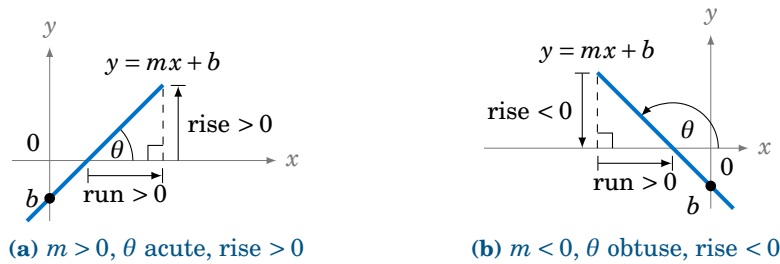 y
y = mx + b
rise > 0
0
θ
x
run > 0
b
(a) m > 0, θ acute, rise > 0
y
y = mx + b
rise < 0
θ
x
0
run > 0
b
(b) m < 0, θ obtuse, rise < 0